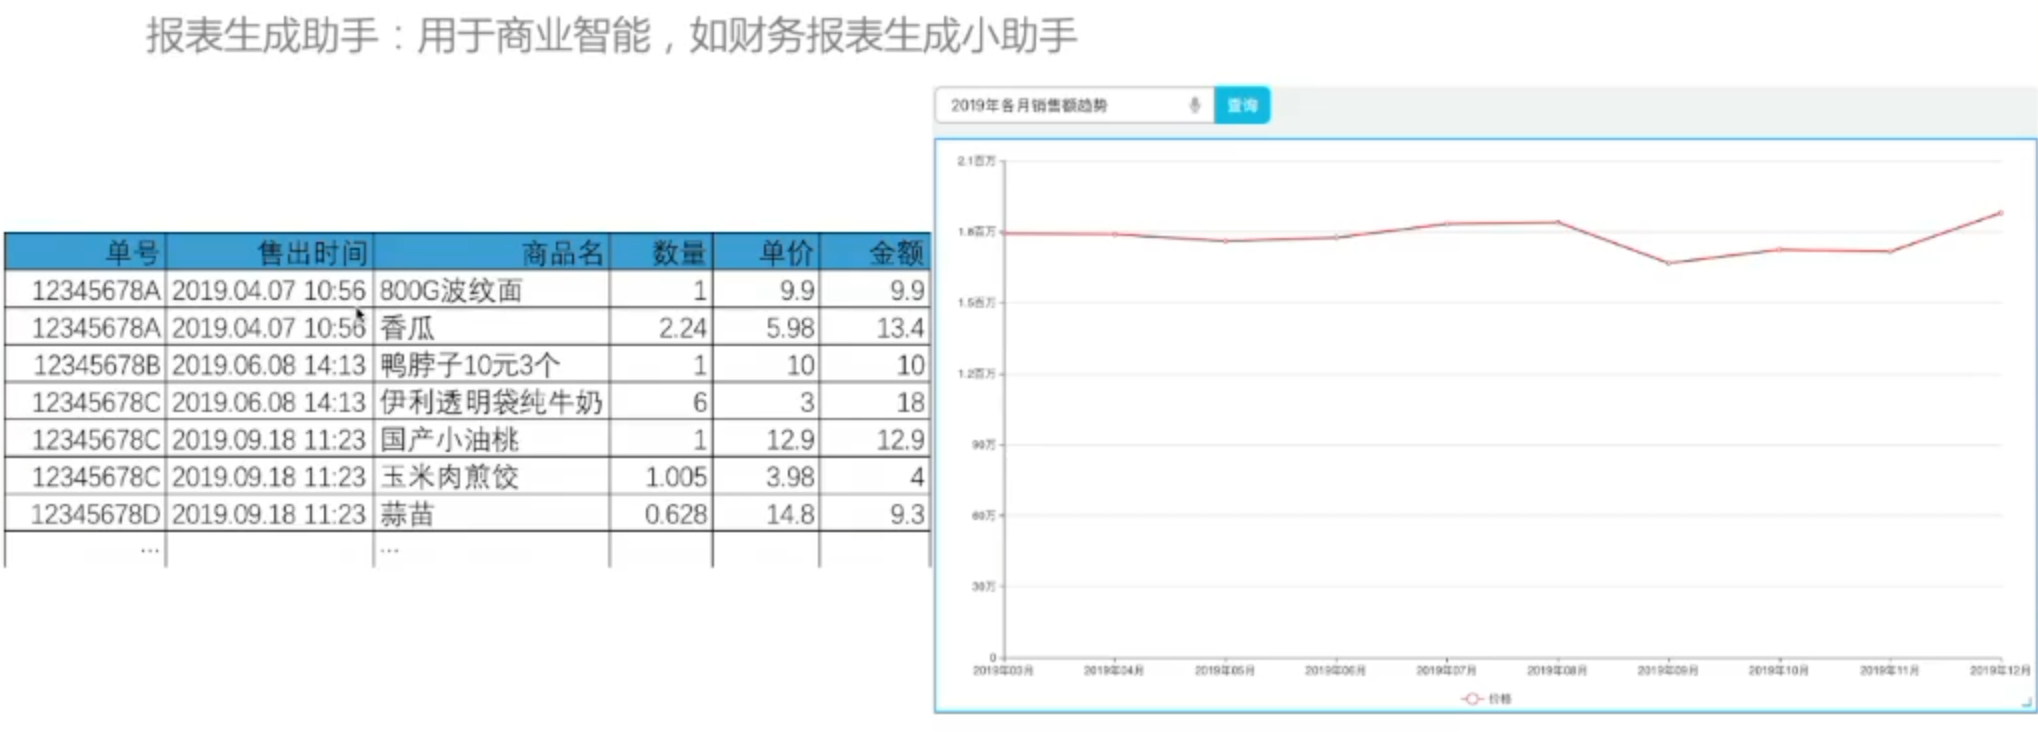 报表生成助手：用于商业智能，如财务报表生成小助手
2019年各月销售额趋势 查询
单号 售出时间 商品名 数量 单价 金额
12345678A 2019.04.07 10:56 800G波纹面 1 9.9 9.9
12345678A 2019.04.07 10:56 香瓜 2.24 5.98 13.4
12345678B 2019.06.08 14:13 鸭脖子10元3个 1 10 10
12345678C 2019.06.08 14:13 伊利透明袋纯牛奶 6 3 18
12345678C 2019.09.18 11:23 国产小油桃 1 12.9 12.9
12345678C 2019.09.18 11:23 玉米肉煎饺 1.005 3.98 4
12345678D 2019.09.18 11:23 蒜苗 0.628 14.8 9.3
... ...
2.1百万
1.8百万
1.5百万
1.2百万
90万
60万
30万
0
2019年03月 2019年04月 2019年05月 2019年06月 2019年07月 2019年08月 2019年09月 2019年10月 2019年11月 2019年12月
价格